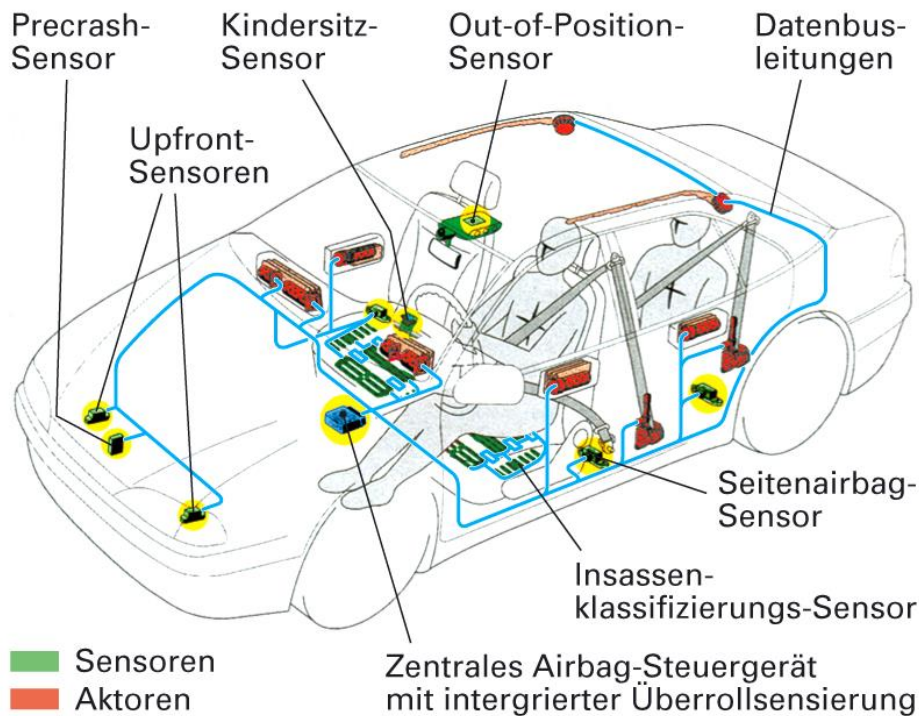 Precrash-
Sensor
Kindersitz-
Sensor
Out-of-Position-
Sensor
Datenbus-
leitungen
Upfront-
Sensoren
Seitenairbag-
Sensor
Insassen-
klassifizierungs-Sensor
Sensoren
Aktoren
Zentrales Airbag-Steuergerät
mit intergrierter Überrollsensierung